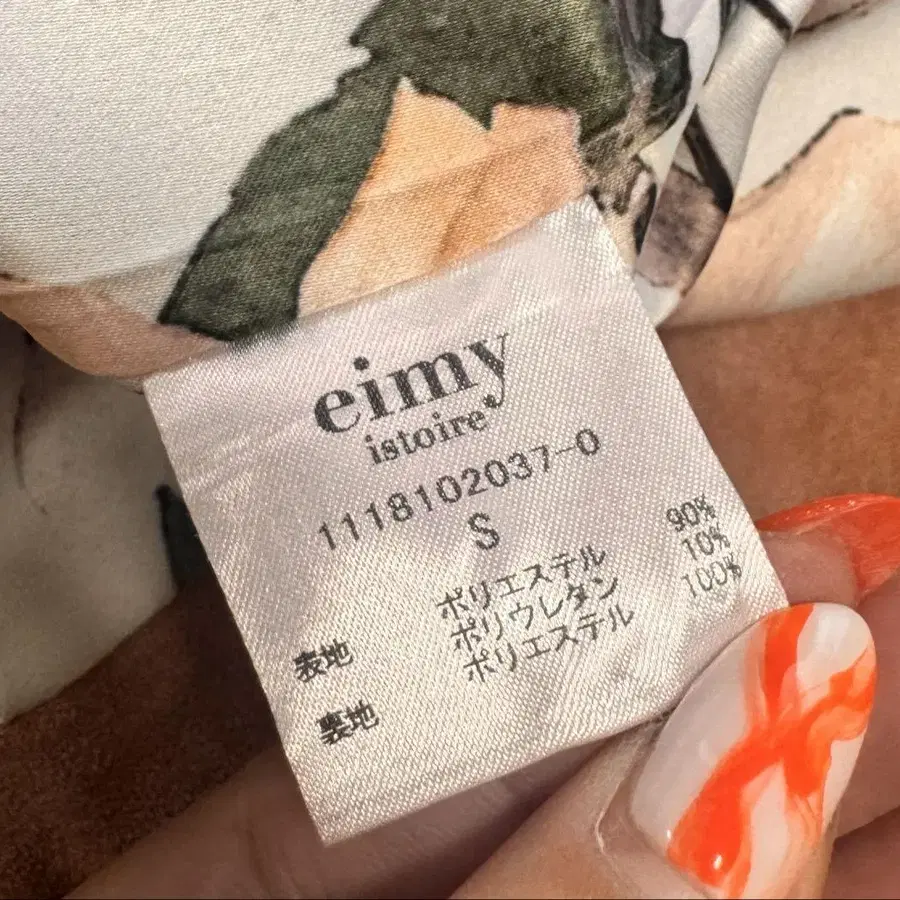 eimy
istoire
1118102037-0
S
表地 ポリエステル 90%
ポリウレタン 10%
裏地 ポリエステル 100%